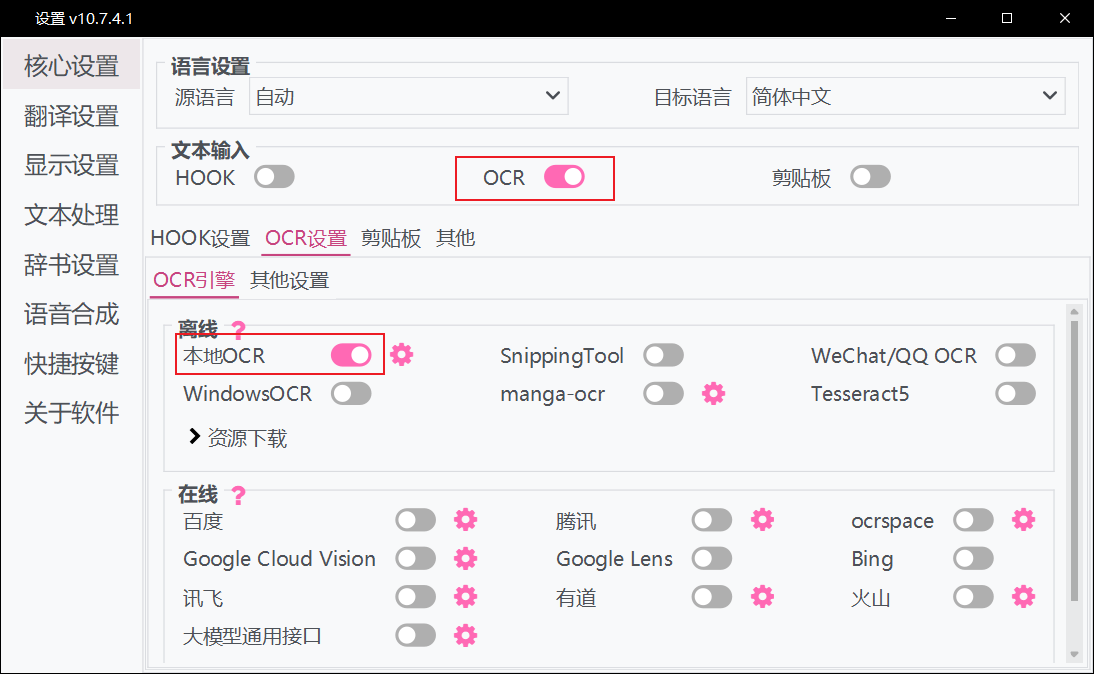 设置 v10.7.4.1
核心设置
翻译设置
显示设置
文本处理
辞书设置
语音合成
快捷按键
关于软件
语言设置
源语言 自动 目标语言 简体中文
文本输入
HOOK OCR 剪贴板
HOOK设置 OCR设置 剪贴板 其他
OCR引擎 其他设置
离线 ?
本地OCR SnippingTool WeChat/QQ OCR
WindowsOCR manga-ocr Tesseract5
资源下载
在线 ?
百度 腾讯 ocrspace
Google Cloud Vision Google Lens Bing
讯飞 有道 火山
大模型通用接口